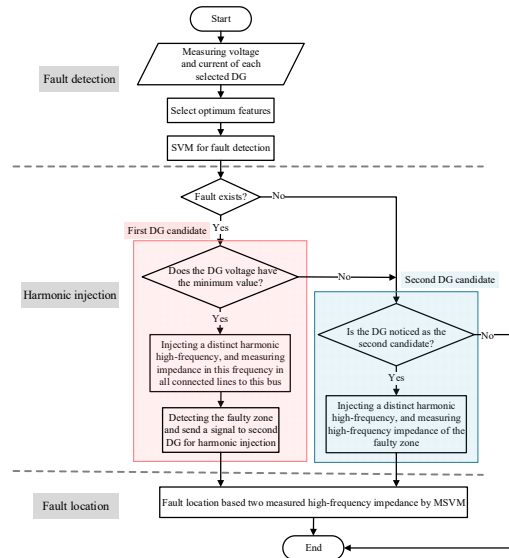 Start
Measuring voltage
and current of each
selected DG
Fault detection
Select optimum features
SVM for fault detection
Fault exists?
No
Yes
First DG candidate
Does the DG voltage have
the minimum value?
No
Second DG candidate
Harmonic injection
Yes
Is the DG noticed as the
second candidate?
No
Injecting a distinct harmonic
high-frequency, and measuring
impedance in this frequency in
all connected lines to this bus
Yes
Detecting the faulty zone
and send a signal to second
DG for harmonic injection
Injecting a distinct harmonic
high-frequency, and measuring
high-frequency impedance of the
faulty zone
Fault location
Fault location based two measured high-frequency impedance by MSVM
End